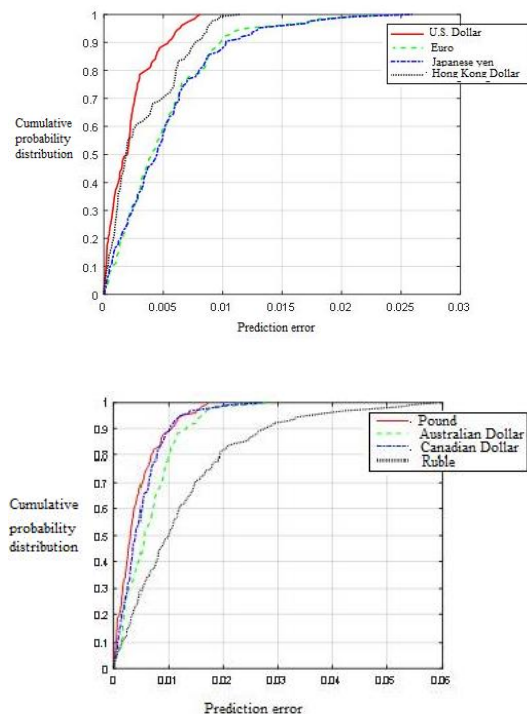 1
0.9
0.8
0.7
0.6
0.5
0.4
0.3
0.2
0.1
0
Cumulative
probability
distribution
U.S. Dollar
Euro
Japanese yen
Hong Kong Dollar
0 0.005 0.01 0.015 0.02 0.025 0.03
Prediction error
1
0.9
0.8
0.7
0.6
0.5
0.4
0.3
0.2
0.1
0
Cumulative
probability
distribution
Pound
Australian Dollar
Canadian Dollar
Ruble
0 0.01 0.02 0.03 0.04 0.05 0.06
Prediction error